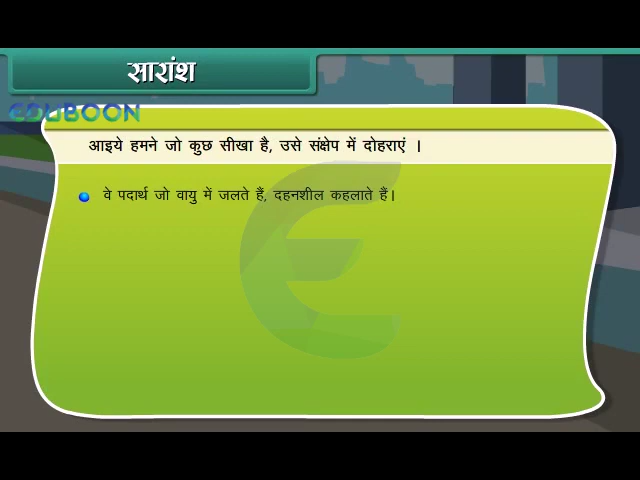 सारांश
EDUBOON
आइये हमने जो कुछ सीखा है, उसे संक्षेप में दोहराएं ।
वे पदार्थ जो वायु में जलते हैं, दहनशील कहलाते हैं।